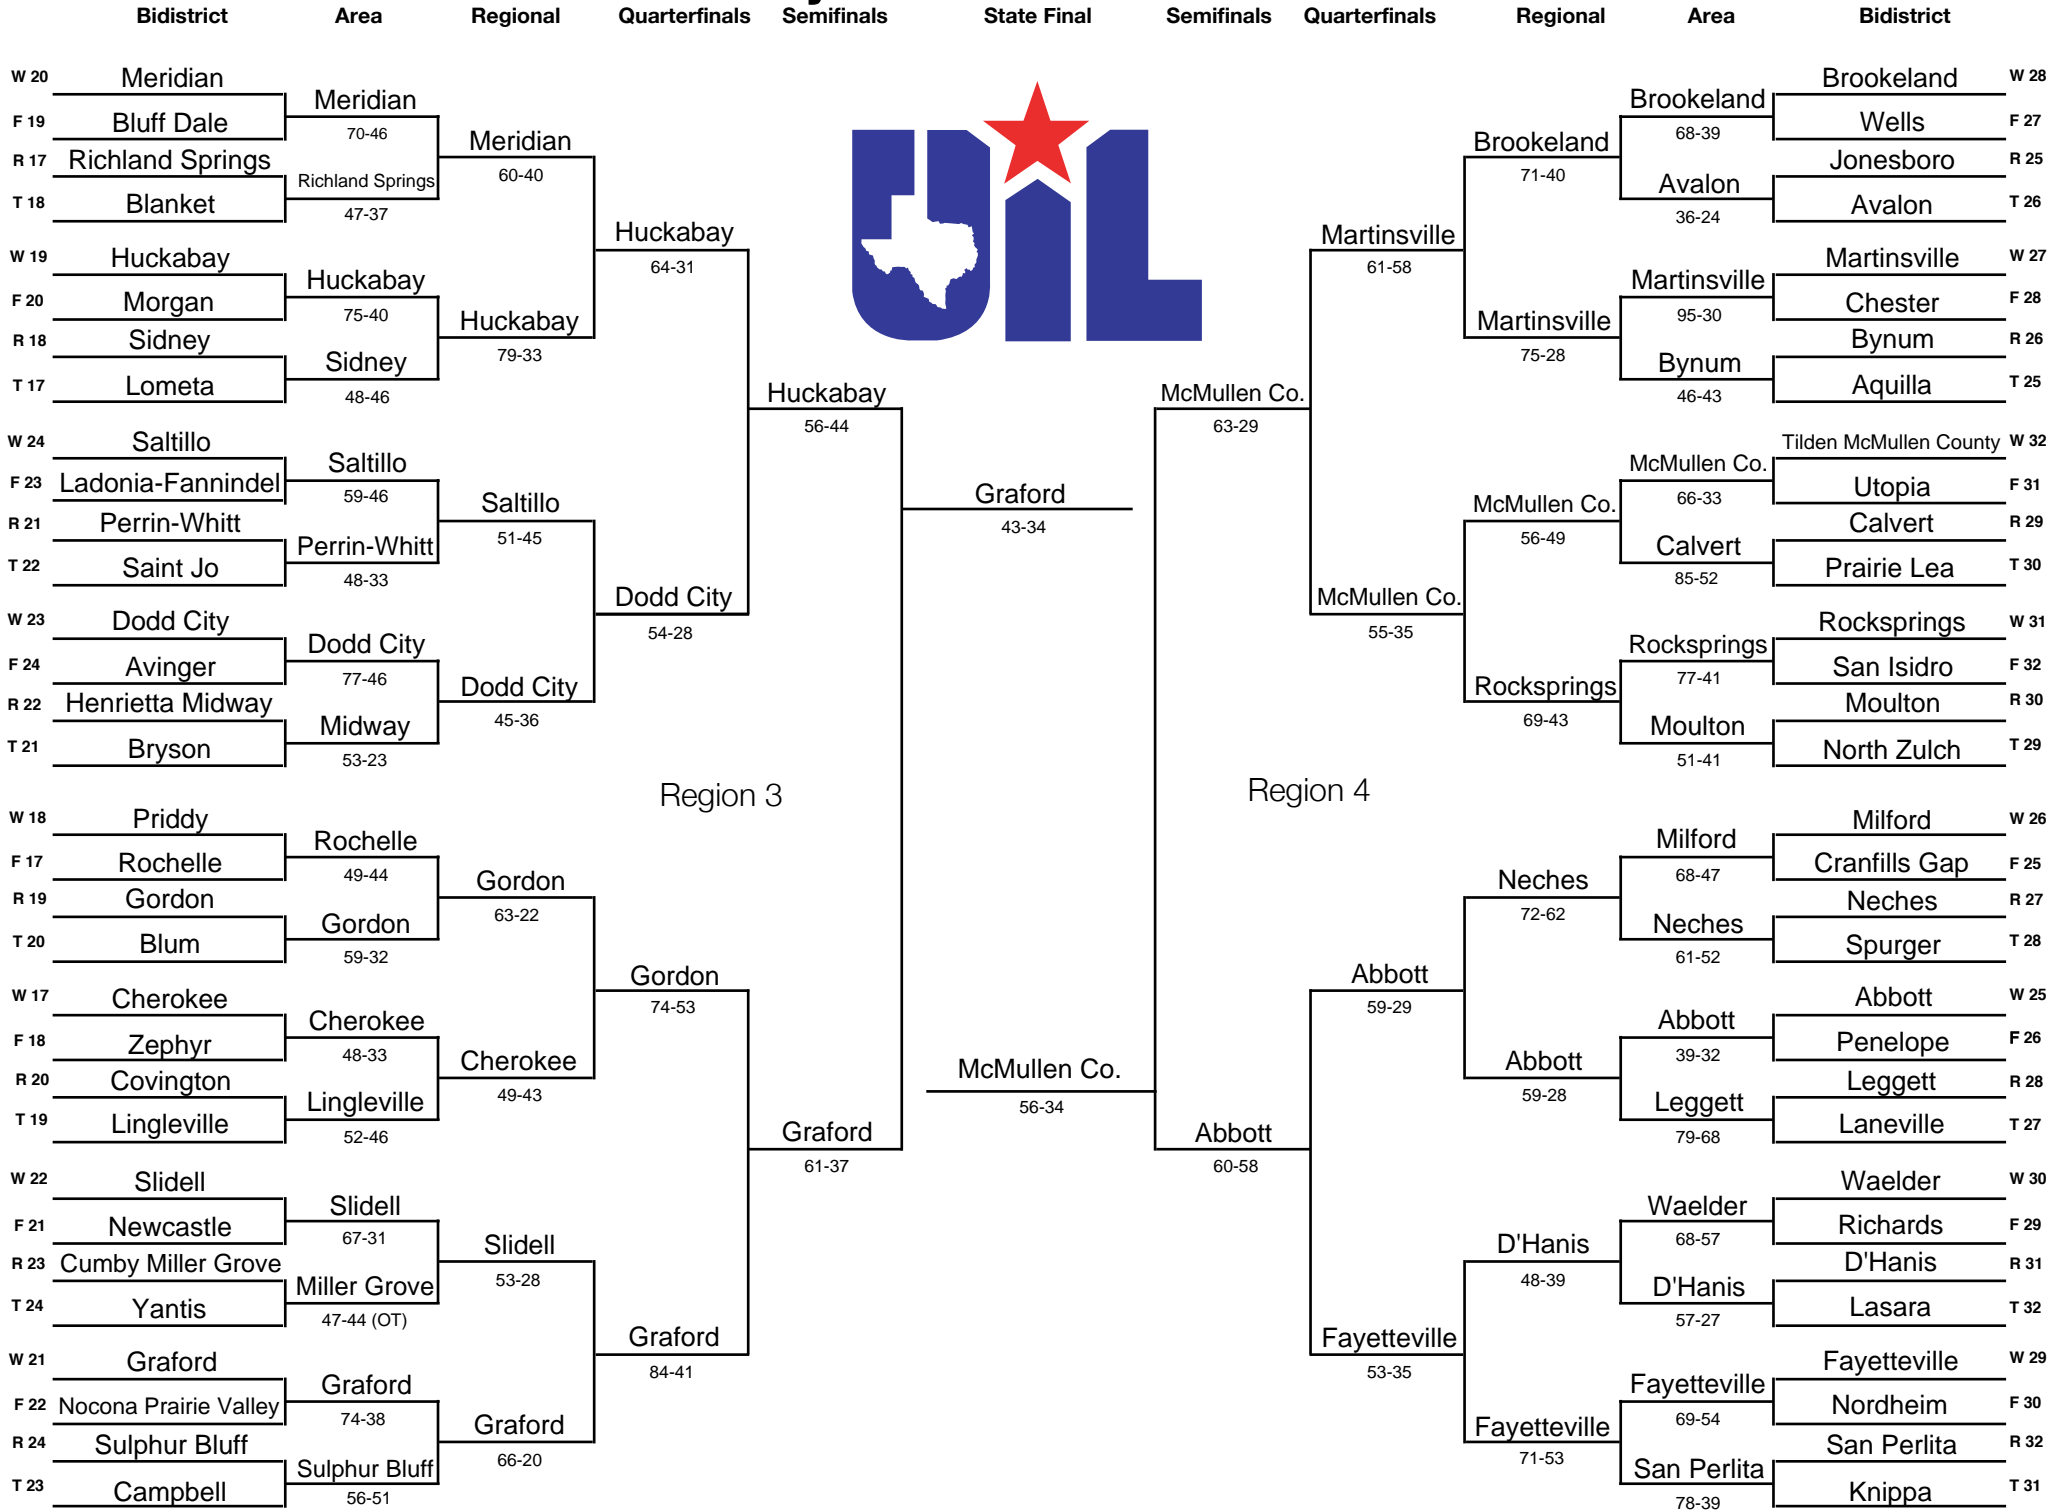 Bidistrict Area Regional Quarterfinals Semifinals State Final Semifinals Quarterfinals Regional Area Bidistrict
W 20 Meridian
F 19 Bluff Dale
R 17 Richland Springs
T 18 Blanket
W 19 Huckabay
F 20 Morgan
R 18 Sidney
T 17 Lometa
W 24 Saltillo
F 23 Ladonia-Fannindel
R 21 Perrin-Whitt
T 22 Saint Jo
W 23 Dodd City
F 24 Avinger
R 22 Henrietta Midway
T 21 Bryson
W 18 Priddy
F 17 Rochelle
R 19 Gordon
T 20 Blum
W 17 Cherokee
F 18 Zephyr
R 20 Covington
T 19 Lingleville
W 22 Slidell
F 21 Newcastle
R 23 Cumby Miller Grove
T 24 Yantis
W 21 Graford
F 22 Nocona Prairie Valley
R 24 Sulphur Bluff
T 23 Campbell
Meridian
70-46
Richland Springs
47-37
Huckabay
75-40
Sidney
48-46
Saltillo
59-46
Perrin-Whitt
48-33
Dodd City
77-46
Midway
53-23
Rochelle
49-44
Gordon
59-32
Cherokee
48-33
Lingleville
52-46
Slidell
67-31
Miller Grove
47-44 (OT)
Graford
74-38
Sulphur Bluff
56-51
Meridian
60-40
Huckabay
79-33
Saltillo
51-45
Dodd City
45-36
Gordon
63-22
Cherokee
49-43
Slidell
53-28
Graford
66-20
Huckabay
64-31
Dodd City
54-28
Region 3
Gordon
74-53
Graford
84-41
Huckabay
56-44
Graford
61-37
UIL
Graford
43-34
McMullen Co.
56-34
McMullen Co.
63-29
Abbott
60-58
Martinsville
61-58
McMullen Co.
55-35
Region 4
Abbott
59-29
Fayetteville
53-35
Brookeland
71-40
Martinsville
75-28
McMullen Co.
56-49
Rocksprings
69-43
Neches
72-62
Abbott
59-28
D'Hanis
48-39
Fayetteville
71-53
Brookeland
68-39
Avalon
36-24
Martinsville
95-30
Bynum
46-43
McMullen Co.
66-33
Calvert
85-52
Rocksprings
77-41
Moulton
51-41
Milford
68-47
Neches
61-52
Abbott
39-32
Leggett
79-68
Waelder
68-57
D'Hanis
57-27
Fayetteville
69-54
San Perlita
78-39
Brookeland W 28
Wells F 27
Jonesboro R 25
Avalon T 26
Martinsville W 27
Chester F 28
Bynum R 26
Aquilla T 25
Tilden McMullen County W 32
Utopia F 31
Calvert R 29
Prairie Lea T 30
Rocksprings W 31
San Isidro F 32
Moulton R 30
North Zulch T 29
Milford W 26
Cranfills Gap F 25
Neches R 27
Spurger T 28
Abbott W 25
Penelope F 26
Leggett R 28
Laneville T 27
Waelder W 30
Richards F 29
D'Hanis R 31
Lasara T 32
Fayetteville W 29
Nordheim F 30
San Perlita R 32
Knippa T 31